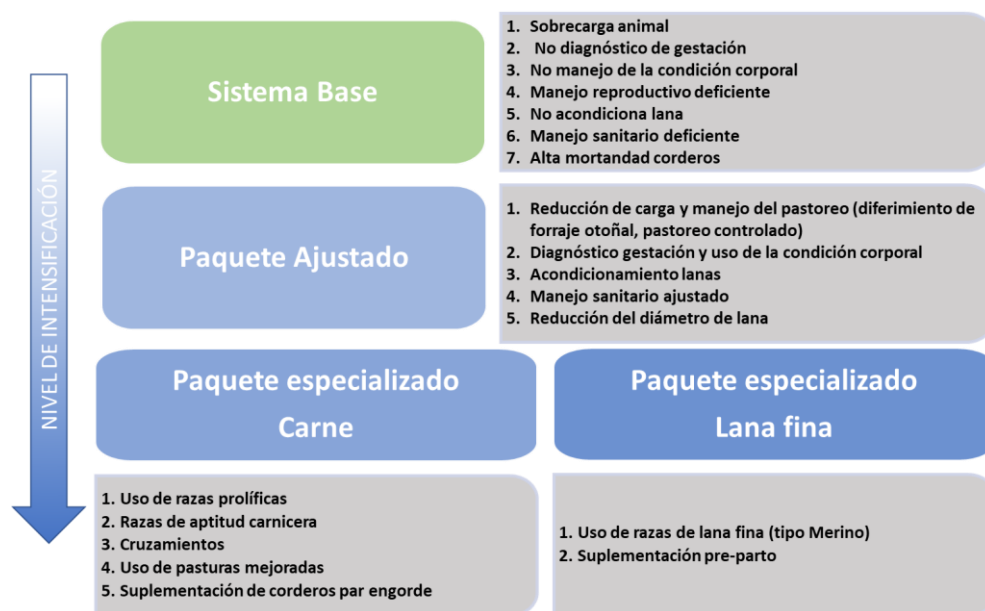 NIVEL DE INTENSIFICACIÓN
Sistema Base
1. Sobrecarga animal
2. No diagnóstico de gestación
3. No manejo de la condición corporal
4. Manejo reproductivo deficiente
5. No acondiciona lana
6. Manejo sanitario deficiente
7. Alta mortandad corderos
Paquete Ajustado
1. Reducción de carga y manejo del pastoreo (diferimiento de
forraje otoñal, pastoreo controlado)
2. Diagnóstico gestación y uso de la condición corporal
3. Acondicionamiento lanas
4. Manejo sanitario ajustado
5. Reducción del diámetro de lana
Paquete especializado
Carne
1. Uso de razas prolíficas
2. Razas de aptitud carnicera
3. Cruzamientos
4. Uso de pasturas mejoradas
5. Suplementación de corderos par engorde
Paquete especializado
Lana fina
1. Uso de razas de lana fina (tipo Merino)
2. Suplementación pre-parto